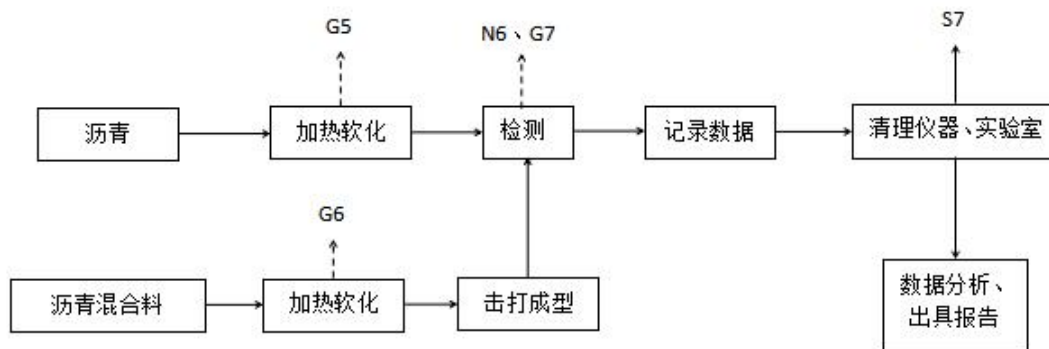 G5
N6、G7
S7
沥青
加热软化
检测
记录数据
清理仪器、实验室
G6
沥青混合料
加热软化
击打成型
数据分析、
出具报告